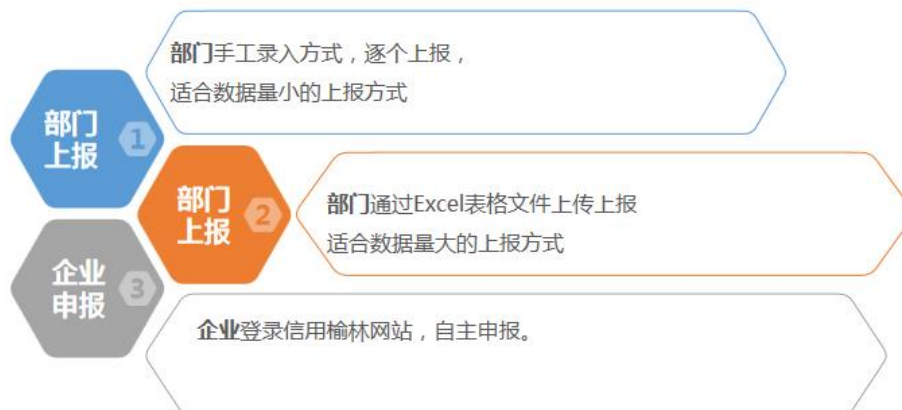 部门手工录入方式，逐个上报，
适合数据量小的上报方式
部门
上报
1
部门
上报
2
部门通过Excel表格文件上传上报
适合数据量大的上报方式
企业
申报
3
企业登录信用榆林网站，自主申报。